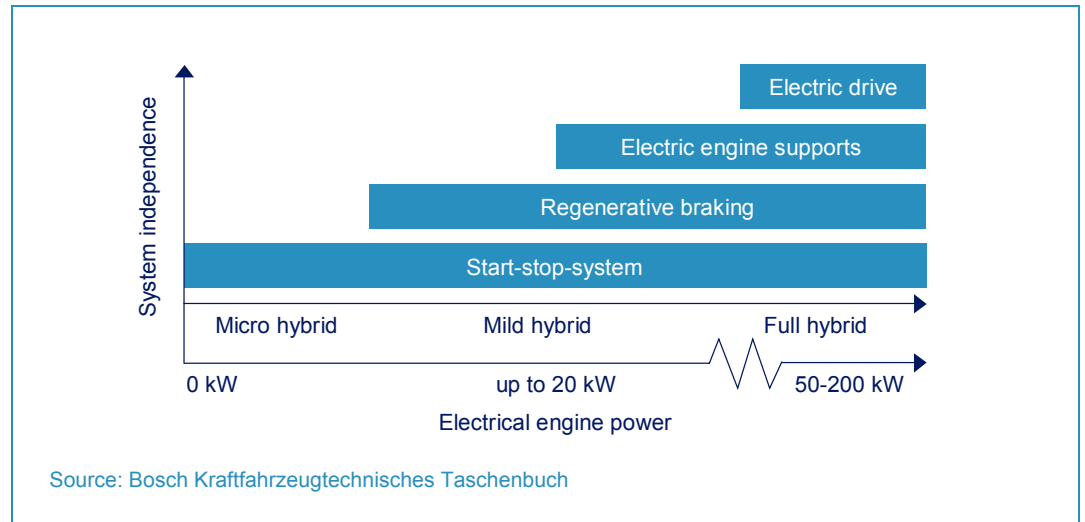 Electric drive
Electric engine supports
Regenerative braking
Start-stop-system
System independence
Micro hybrid Mild hybrid Full hybrid
0 kW up to 20 kW 50-200 kW
Electrical engine power
Source: Bosch Kraftfahrzeugtechnisches Taschenbuch